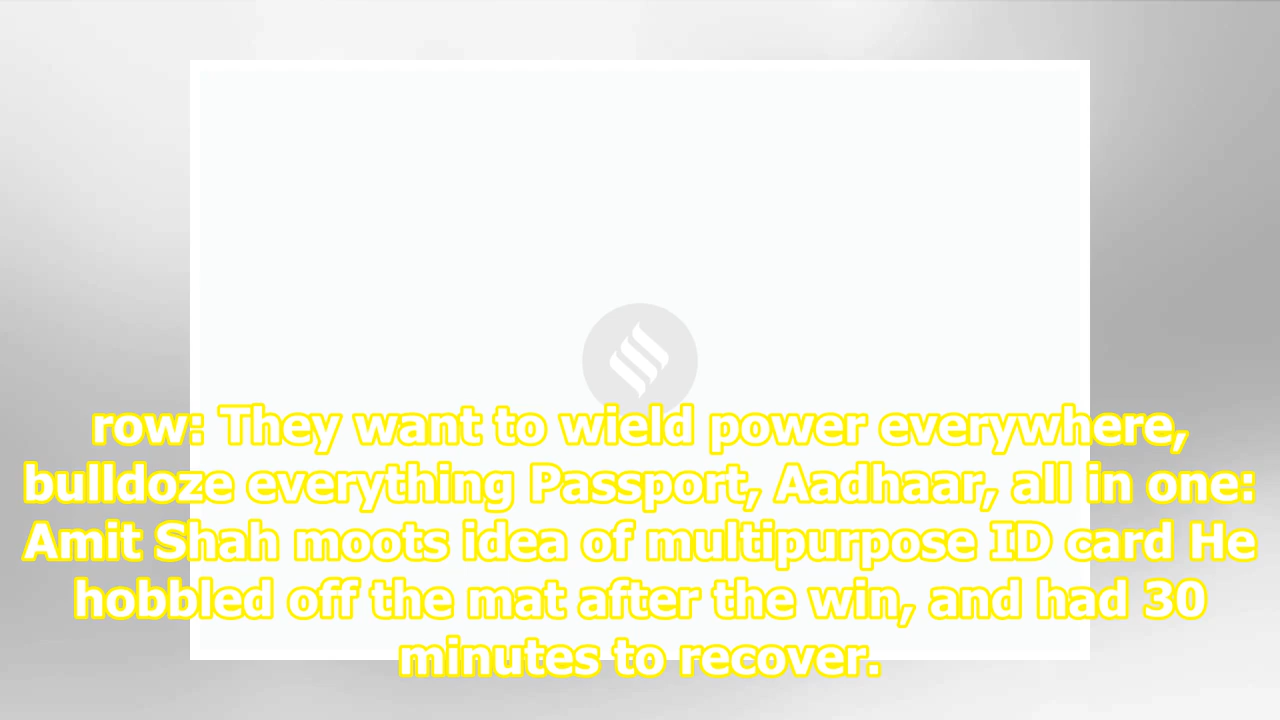 row: They want to wield power everywhere,
bulldoze everything Passport, Aadhaar, all in one:
Amit Shah moots idea of multipurpose ID card He
hobbled off the mat after the win, and had 30
minutes to recover.